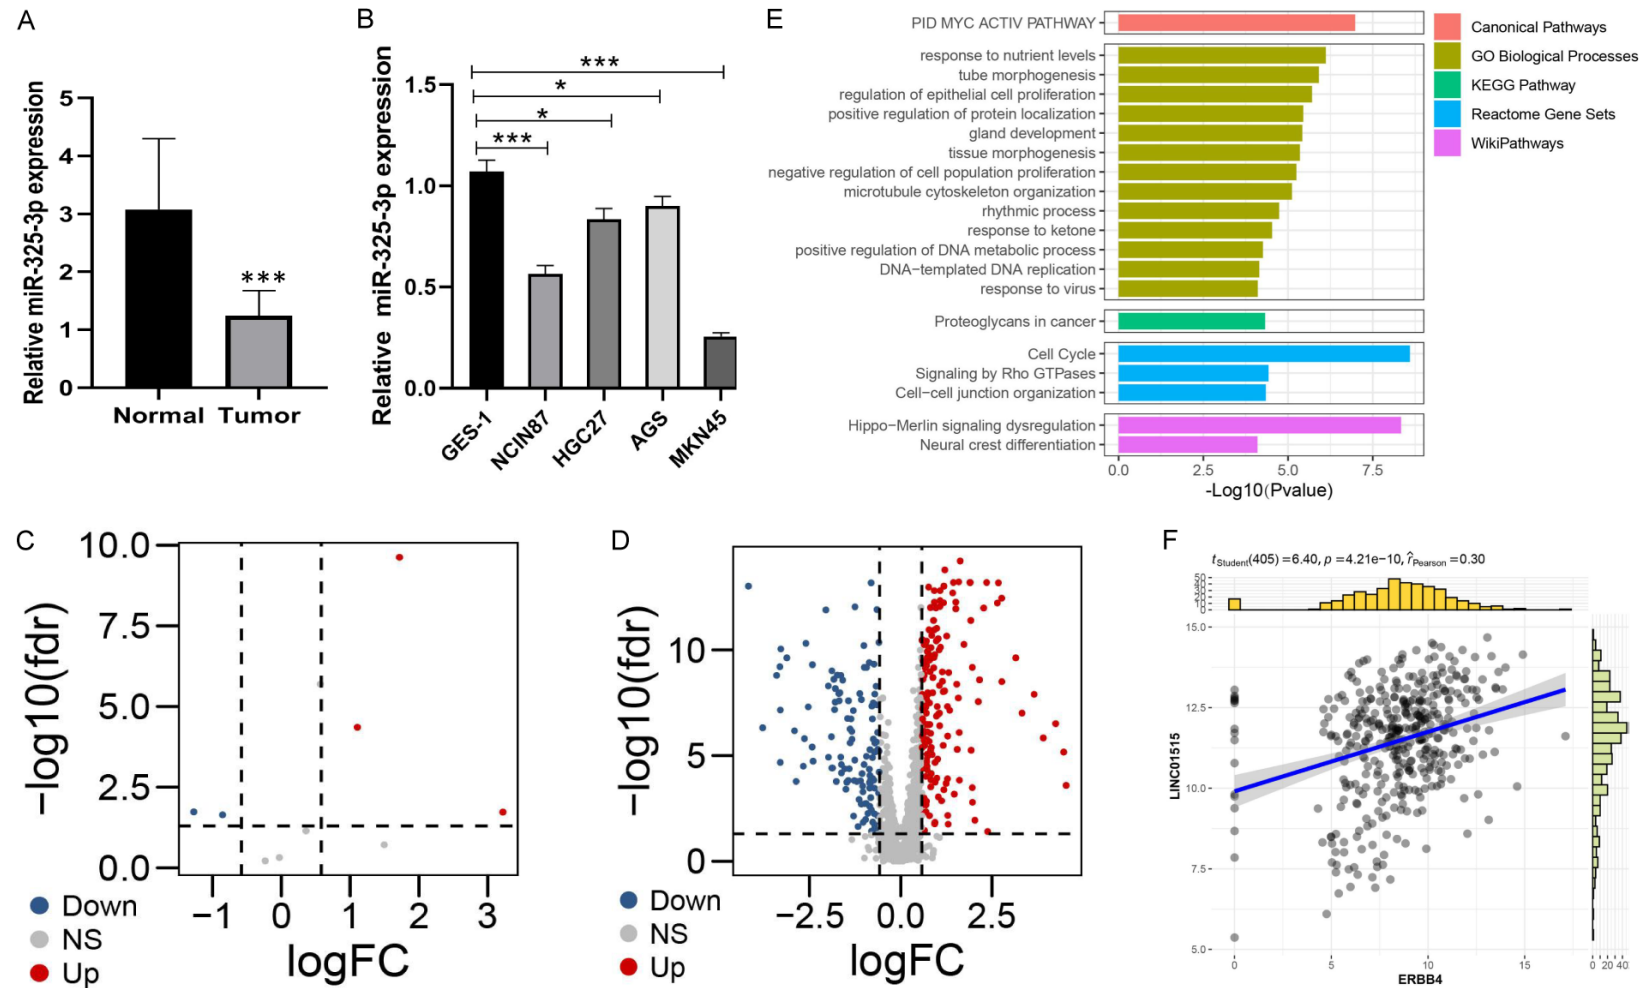 A
Relative miR-325-3p expression
5
4
3
2
1
0
***
Normal Tumor
B
Relative miR-325-3p expression
1.5
1.0
0.5
0.0
***
*
*
***
GES-1
NCIN87
HGC27
AGS
MKN45
E
PID MYC ACTIV PATHWAY
response to nutrient levels
tube morphogenesis
regulation of epithelial cell proliferation
positive regulation of protein localization
gland development
tissue morphogenesis
negative regulation of cell population proliferation
microtubule cytoskeleton organization
rhythmic process
response to ketone
positive regulation of DNA metabolic process
DNA−templated DNA replication
response to virus
Proteoglycans in cancer
Cell Cycle
Signaling by Rho GTPases
Cell−cell junction organization
Hippo−Merlin signaling dysregulation
Neural crest differentiation
0.0 2.5 5.0 7.5
-Log10(Pvalue)
Canonical Pathways
GO Biological Processes
KEGG Pathway
Reactome Gene Sets
WikiPathways
C
−log10(fdr)
10.0
7.5
5.0
2.5
0.0
−1 0 1 2 3
logFC
Down
NS
Up
D
−log10(fdr)
10
5
0
−2.5 0.0 2.5
logFC
Down
NS
Up
F
tStudent(405) =6.40, p =4.21e−10, r̂Pearson =0.30
50
40
30
20
10
0
LINC01515
15.0
12.5
10.0
7.5
5.0
0 5 10 15
ERBB4
0 20 40